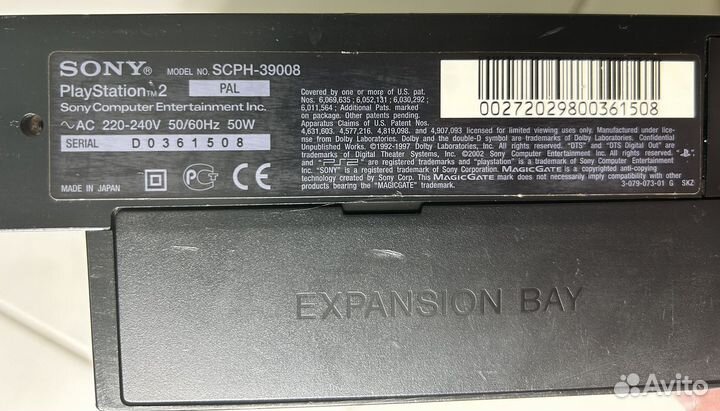 SONY® MODEL NO. SCPH-39008
PlayStation 2 PAL
Sony Computer Entertainment Inc.
~AC 220-240V 50/60Hz 50W
SERIAL D0361508
MADE IN JAPAN
Covered by one or more of U.S. pat.
Nos. 6,069,635 ; 6,052,131 ; 6,030,292 ;
6,011,564 ; Additional Pats. marked
on package. Other patents pending.
Apparatus Claims of U.S. Patent Nos.
4,631,603, 4,577,216, 4,819,098, & 4,907,093 licensed for limited viewing uses only. Manufactured under license
from Dolby Laboratories. Dolby and the double-D symbol are trademarks of Dolby Laboratories. Confidential
Unpublished Works. ©1992-1997 Dolby Laboratories. All rights reserved. "DTS" and "DTS Digital Out" are
trademarks of Digital Theater Systems, Inc. ©2002 Sony Computer Entertainment Inc. All rights reserved. "
" and "PS2" are registered trademarks and "playstation" is a registered trademark of Sony Computer Entertainment
Inc. "SONY" is a registered trademark of Sony Corporation. MAGICGATE is a copyrighted anti-copying
technology created by Sony Corp. This MAGICGATE mark does not necessarily imply compatibility with other
products bearing the "MAGICGATE" trademark.
3-079-073-01 G SKZ
00272029800361508
EXPANSION BAY
Avito